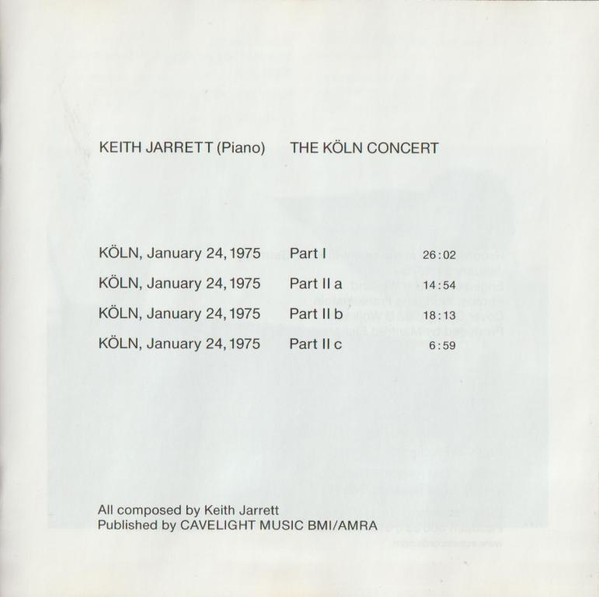 KEITH JARRETT (Piano) THE KÖLN CONCERT
KÖLN, January 24, 1975 Part I 26:02
KÖLN, January 24, 1975 Part II a 14:54
KÖLN, January 24, 1975 Part II b 18:13
KÖLN, January 24, 1975 Part II c 6:59
All composed by Keith Jarrett
Published by CAVELIGHT MUSIC BMI/AMRA